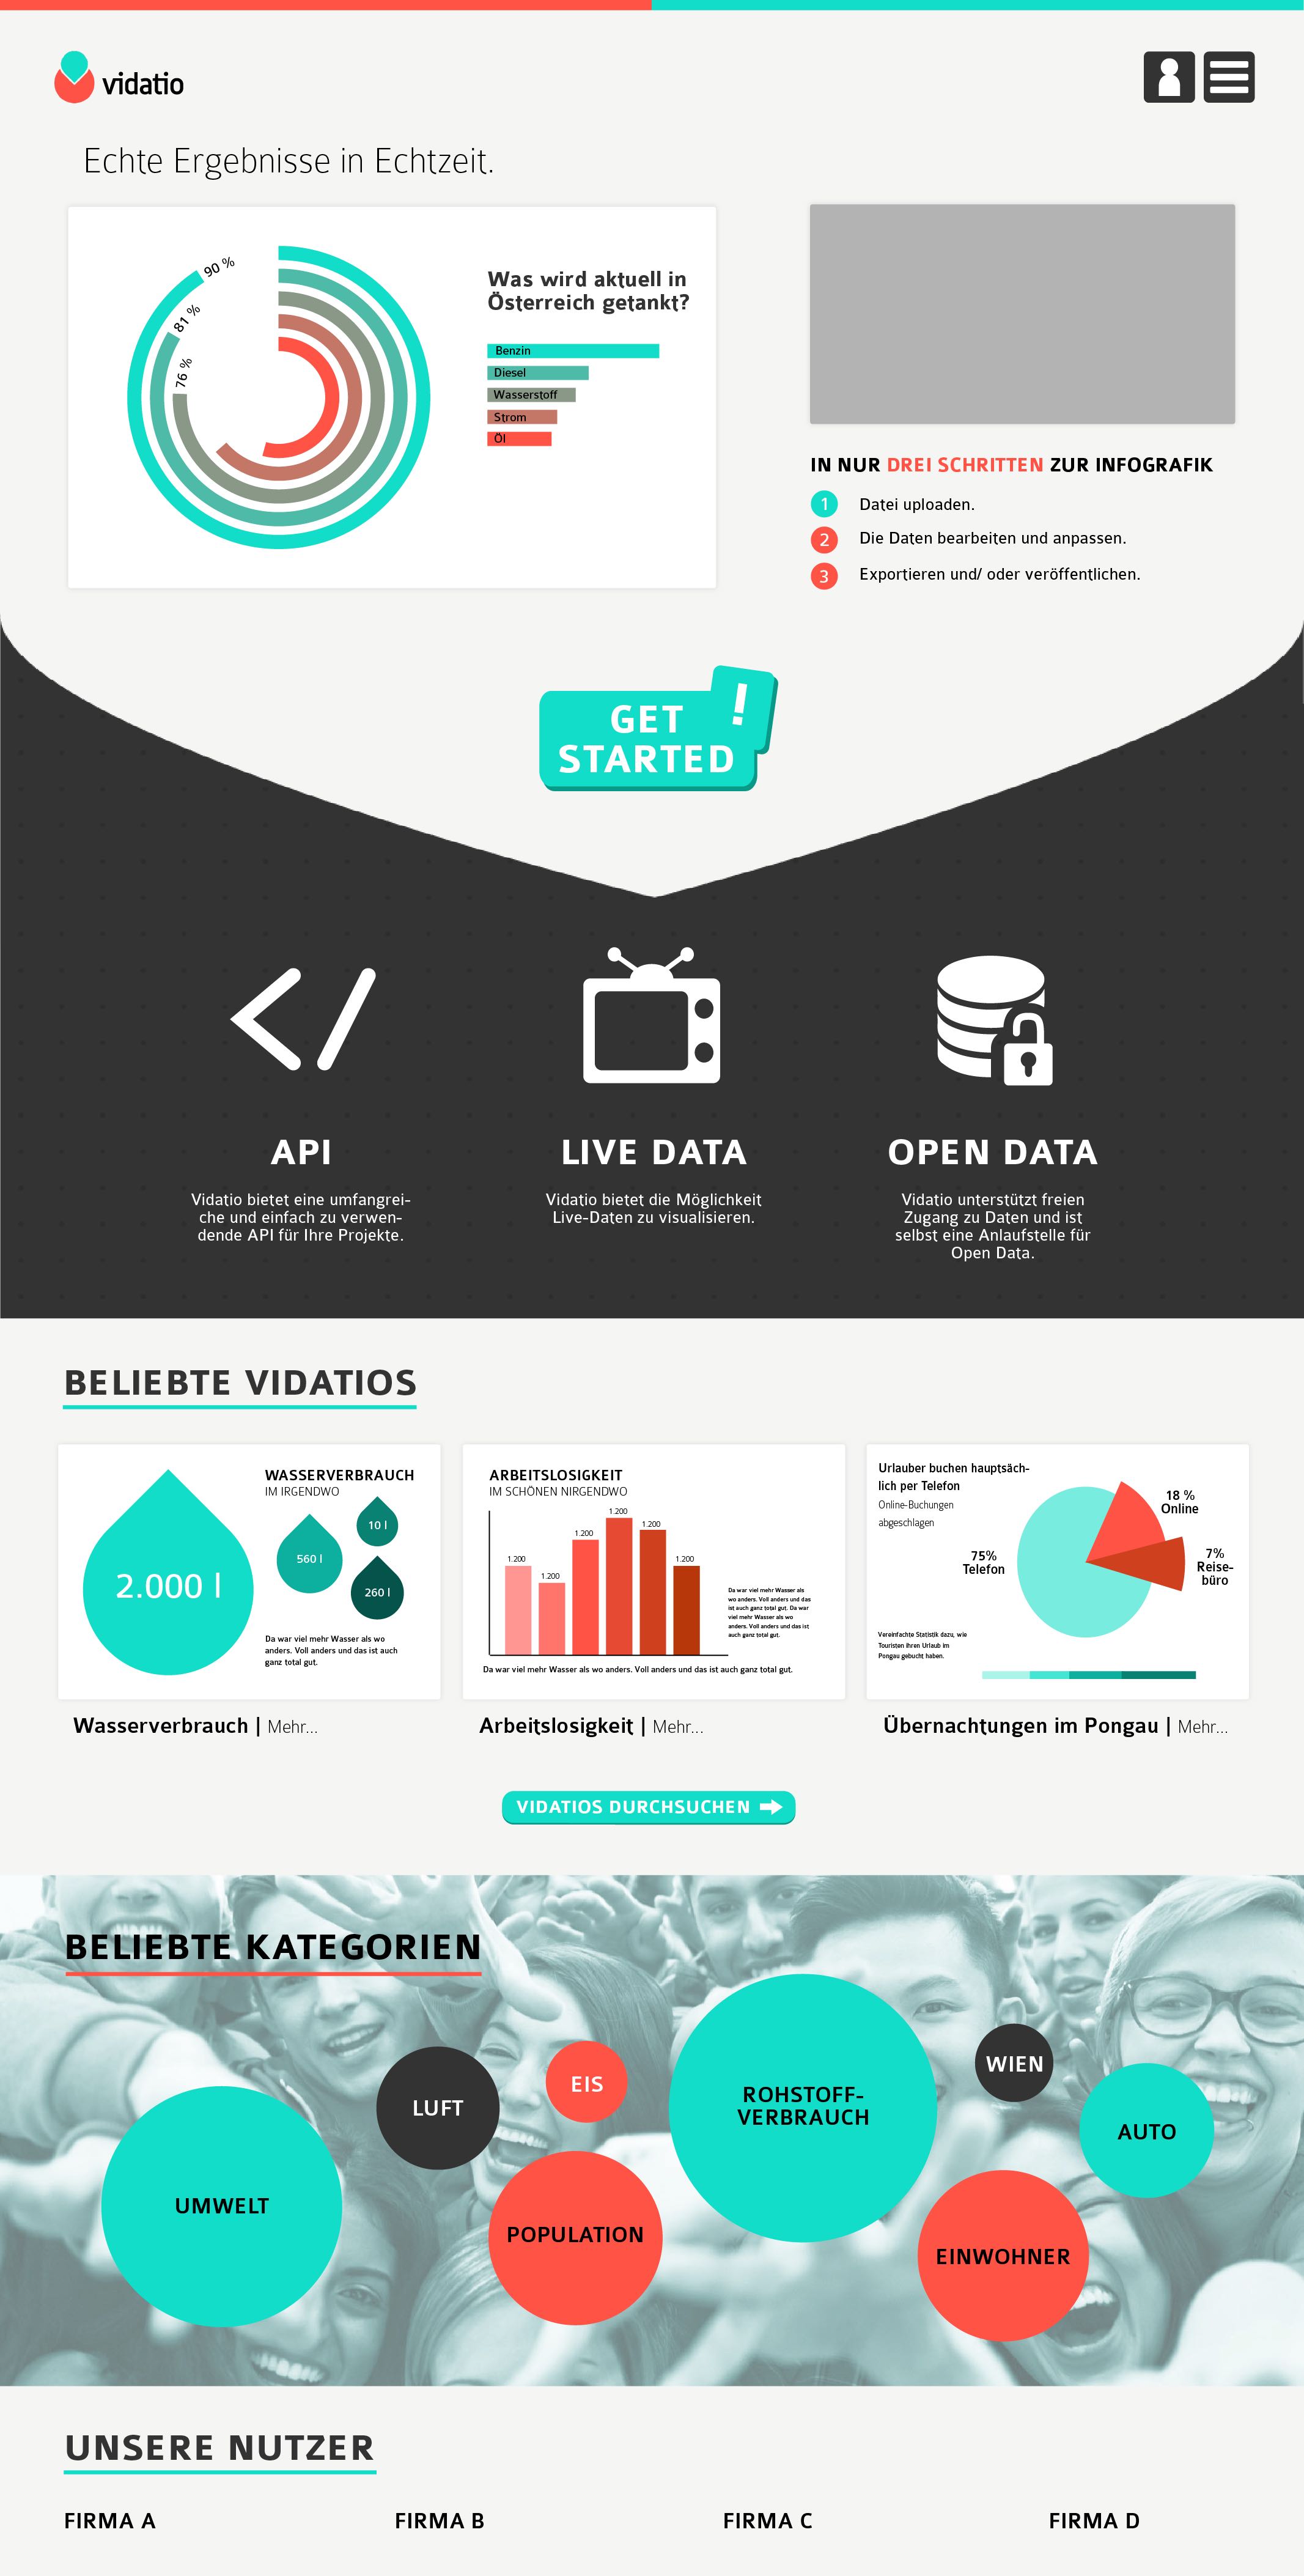 vidatio
Echte Ergebnisse in Echtzeit.
90 %
81 %
76 %
Was wird aktuell in
Österreich getankt?
Benzin
Diesel
Wasserstoff
Strom
Öl
IN NUR DREI SCHRITTEN ZUR INFOGRAFIK
1 Datei uploaden.
2 Die Daten bearbeiten und anpassen.
3 Exportieren und/ oder veröffentlichen.
GET
STARTED
!
API
Vidatio bietet eine umfangrei-
che und einfach zu verwen-
dende API für Ihre Projekte.
LIVE DATA
Vidatio bietet die Möglichkeit
Live-Daten zu visualisieren.
OPEN DATA
Vidatio unterstützt freien
Zugang zu Daten und ist
selbst eine Anlaufstelle für
Open Data.
BELIEBTE VIDATIOS
WASSERVERBRAUCH
IM IRGENDWO
2.000 l
560 l
10 l
260 l
Da war viel mehr Wasser als wo
anders. Voll anders und das ist auch
ganz total gut.
Wasserverbrauch | Mehr...
ARBEITSLOSIGKEIT
IM SCHÖNEN NIRGENDWO
1.200
1.200
1.200
1.200
1.200
1.200
Da war viel mehr Wasser als
wo anders. Voll anders und das
ist auch ganz total gut. Da war
viel mehr Wasser als wo
anders. Voll anders und das ist
auch ganz total gut.
Da war viel mehr Wasser als wo anders. Voll anders und das ist auch ganz total gut.
Arbeitslosigkeit | Mehr...
Urlauber buchen hauptsäch-
lich per Telefon
Online-Buchungen
abgeschlagen
18 %
Online
75%
Telefon
7%
Reise-
büro
Vereinfachte Statistik dazu, wie
Touristen ihren Urlaub im
Pongau gebucht haben.
Übernachtungen im Pongau | Mehr...
VIDATIOS DURCHSUCHEN
BELIEBTE KATEGORIEN
UMWELT
LUFT
EIS
POPULATION
ROHSTOFF-
VERBRAUCH
WIEN
AUTO
EINWOHNER
UNSERE NUTZER
FIRMA A
FIRMA B
FIRMA C
FIRMA D